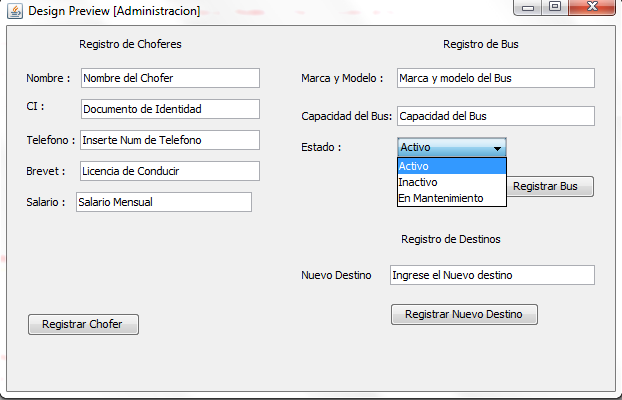 Design Preview [Administracion]
Registro de Choferes
Nombre :
Nombre del Chofer
CI :
Documento de Identidad
Telefono :
Inserte Num de Telefono
Brevet :
Licencia de Conducir
Salario :
Salario Mensual
Registrar Chofer
Registro de Bus
Marca y Modelo :
Marca y modelo del Bus
Capacidad del Bus:
Capacidad del Bus
Estado :
Activo
Activo
Inactivo
En Mantenimiento
Registrar Bus
Registro de Destinos
Nuevo Destino
Ingrese el Nuevo destino
Registrar Nuevo Destino